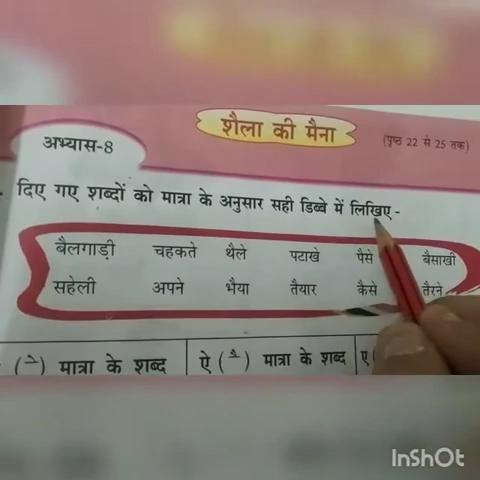 शैला की मैना
अभ्यास-8
(पृष्ठ 22 से 25 तक)
दिए गए शब्दों को मात्रा के अनुसार सही डिब्बे में लिखिए -
बैलगाड़ी चहकते थैले पटाखे पैसे बैसाखी
सहेली अपने भैया तैयार कैसे तैरने
(े) मात्रा के शब्द ऐ (ै) मात्रा के शब्द ए (
InShOt